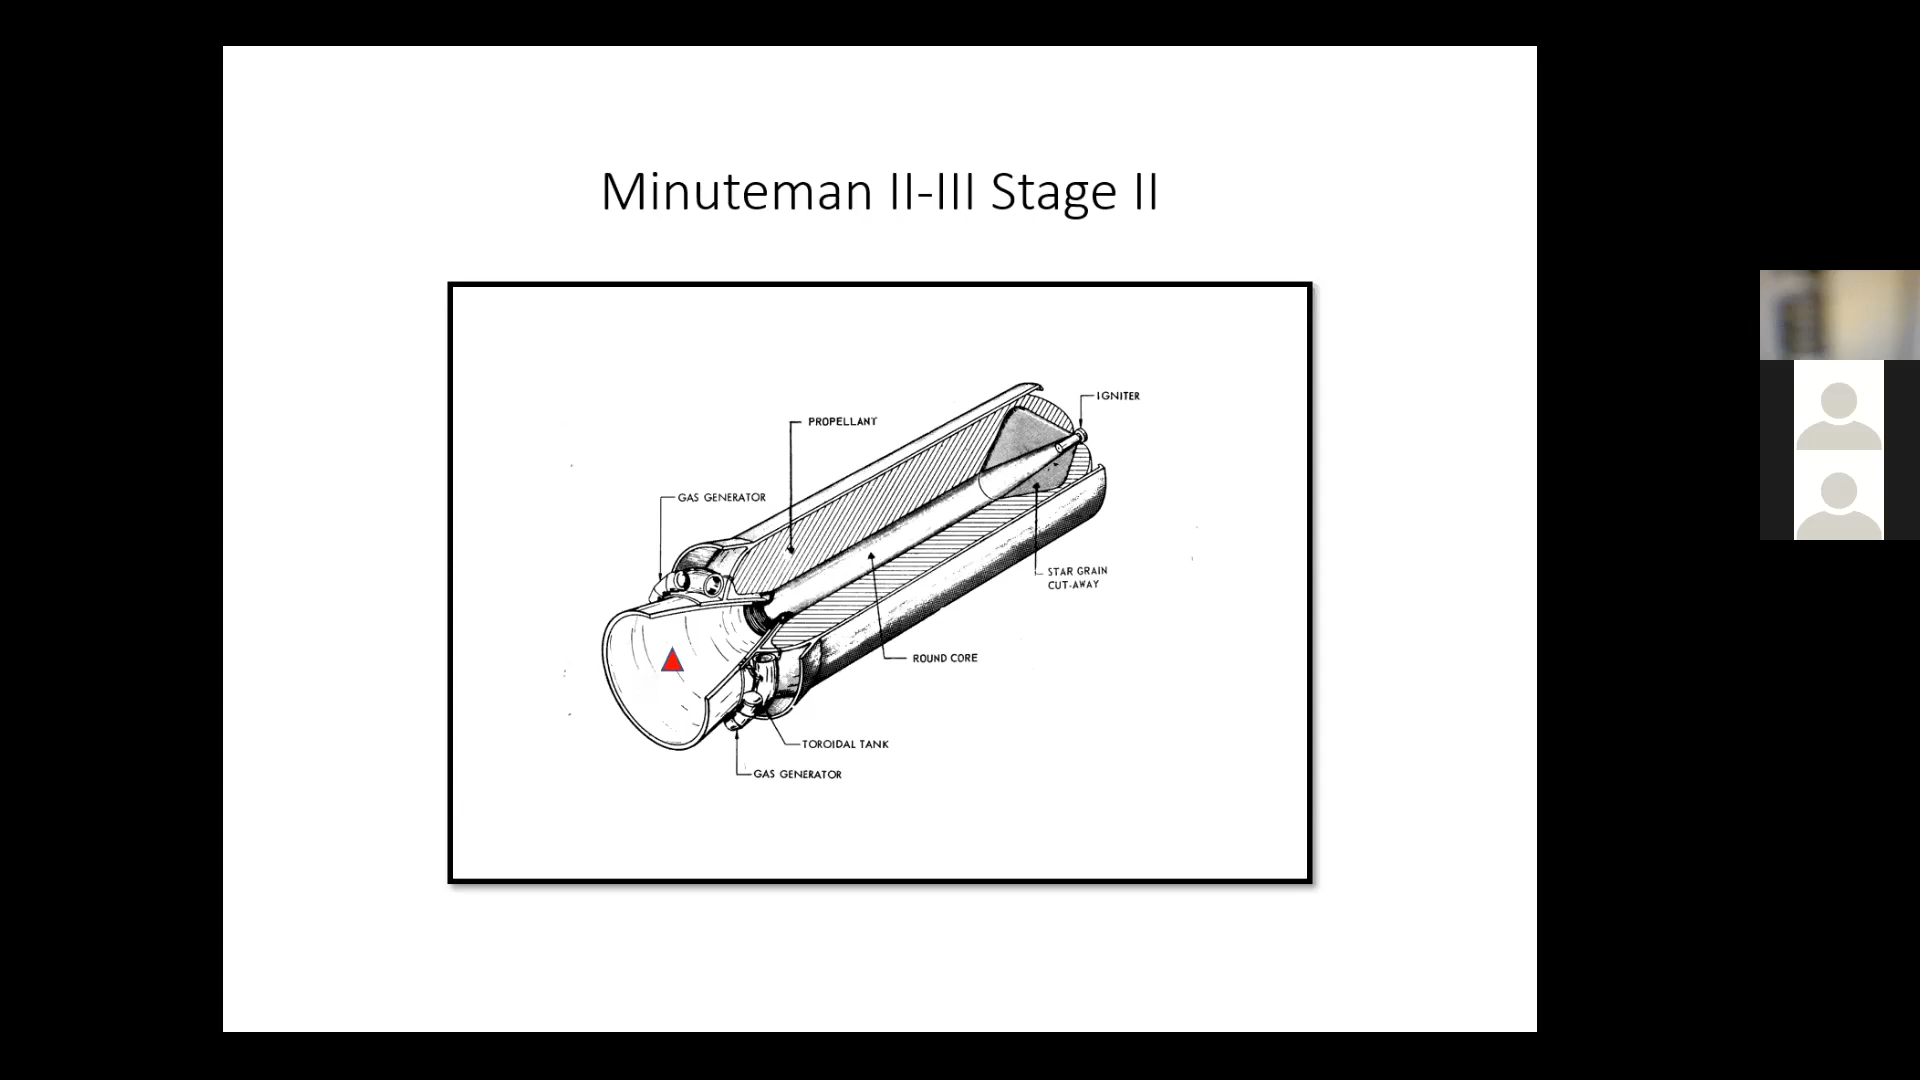 Minuteman II-III Stage II
IGNITER
PROPELLANT
GAS GENERATOR
STAR GRAIN
CUT-AWAY
ROUND CORE
TOROIDAL TANK
GAS GENERATOR